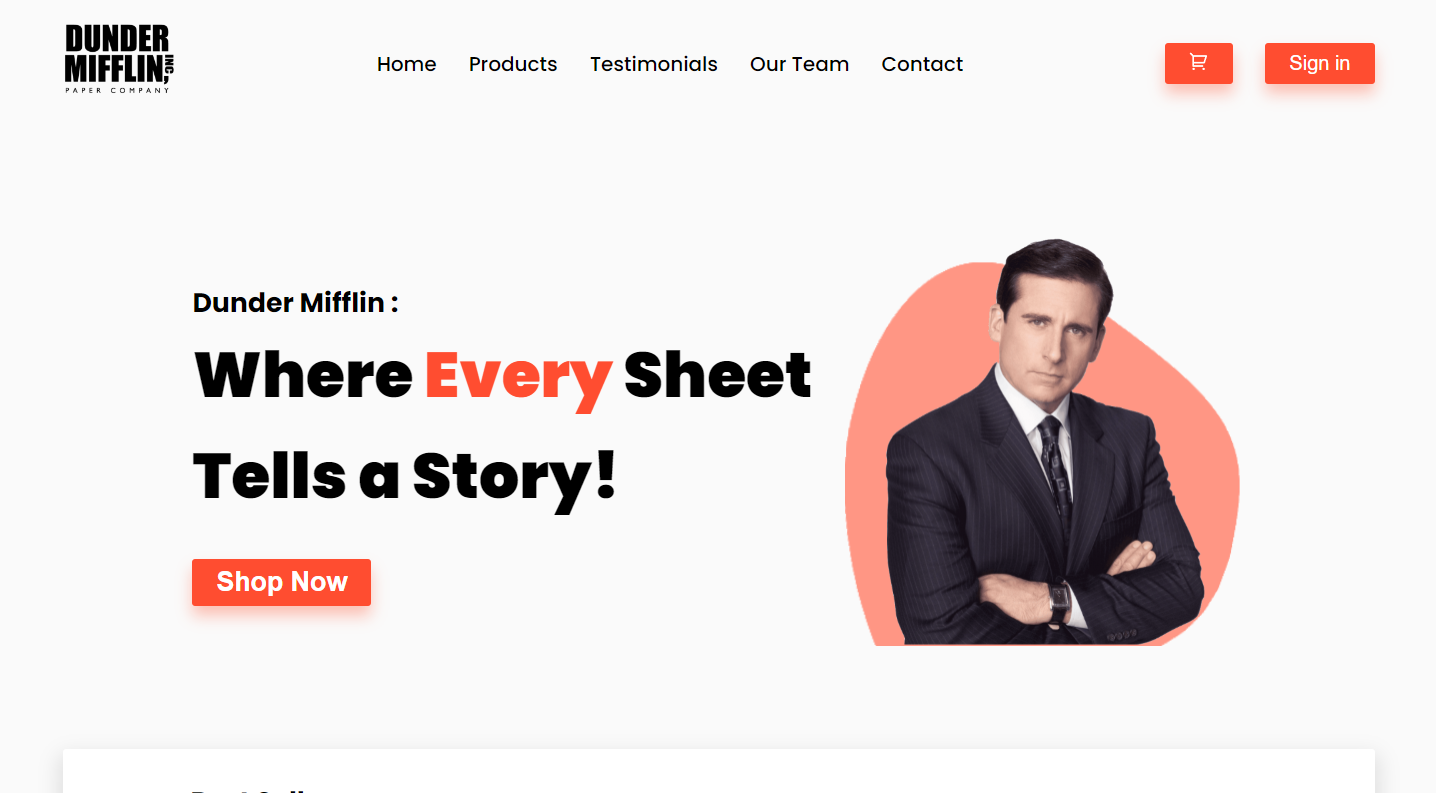 DUNDER
MIFFLIN, INC
PAPER COMPANY
Home Products Testimonials Our Team Contact
Sign in
Dunder Mifflin :
Where Every Sheet
Tells a Story!
Shop Now